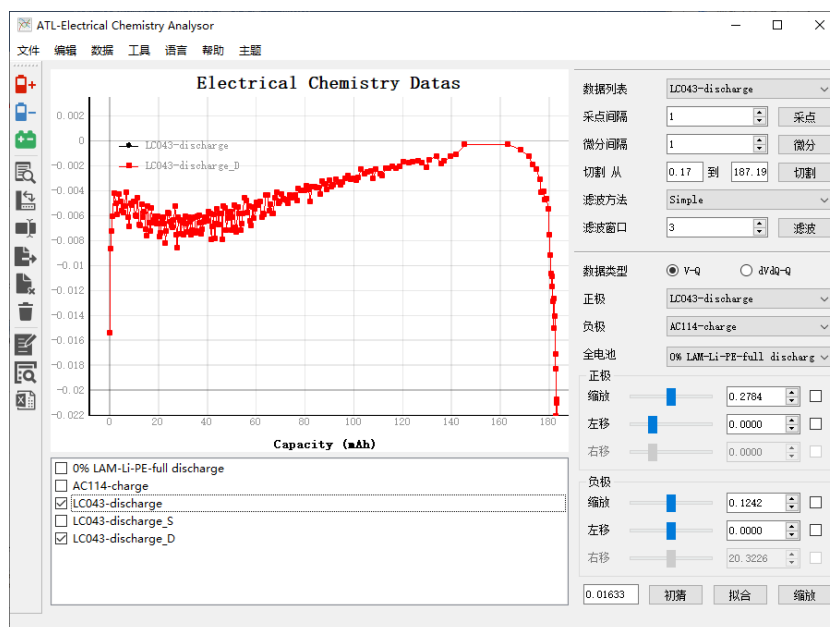 ATL-Electrical Chemistry Analysor
文件 编辑 数据 工具 语言 帮助 主题
Electrical Chemistry Datas
0.002
0
-0.002
-0.004
-0.006
-0.008
-0.01
-0.012
-0.014
-0.016
-0.018
-0.02
-0.022
LC043-discharge
LC043-discharge_D
0 20 40 60 80 100 120 140 160 180
Capacity (mAh)
0% LAM-Li-PE-full discharge
AC114-charge
LC043-discharge
LC043-discharge_S
LC043-discharge_D
数据列表 LC043-discharge
采点间隔 1 采点
微分间隔 1 微分
切割 从 0.17 到 187.19 切割
滤波方法 Simple
滤波窗口 3 滤波
数据类型 V-Q dVdQ-Q
正极 LC043-discharge
负极 AC114-charge
全电池 0% LAM-Li-PE-full discharg
正极
缩放 0.2784
左移 0.0000
右移 0.0000
负极
缩放 0.1242
左移 0.0000
右移 20.3226
0.01633 初猜 拟合 缩放